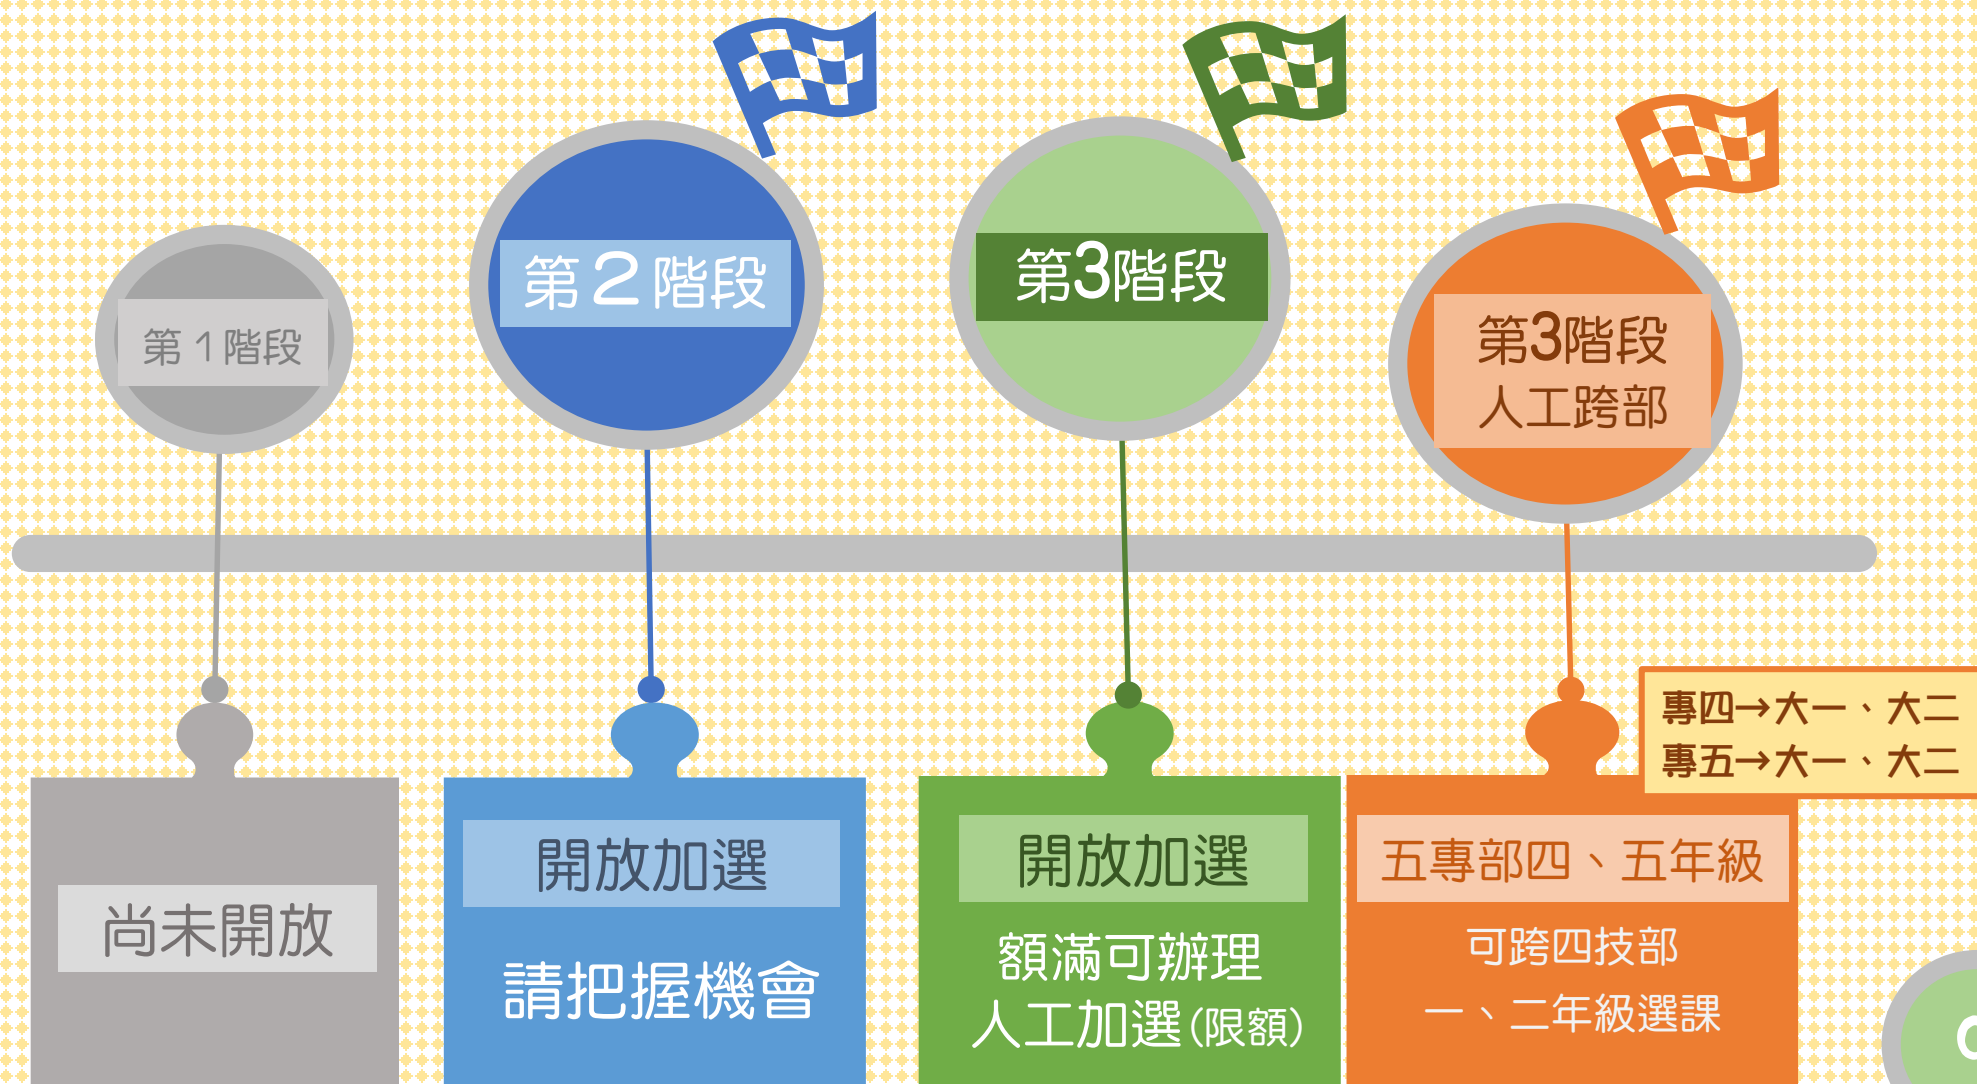 第1階段
第2階段
第3階段
第3階段
人工跨部
專四→大一、大二
專五→大一、大二
尚未開放
開放加選
請把握機會
開放加選
額滿可辦理
人工加選(限額)
五專部四、五年級
可跨四技部
一、二年級選課